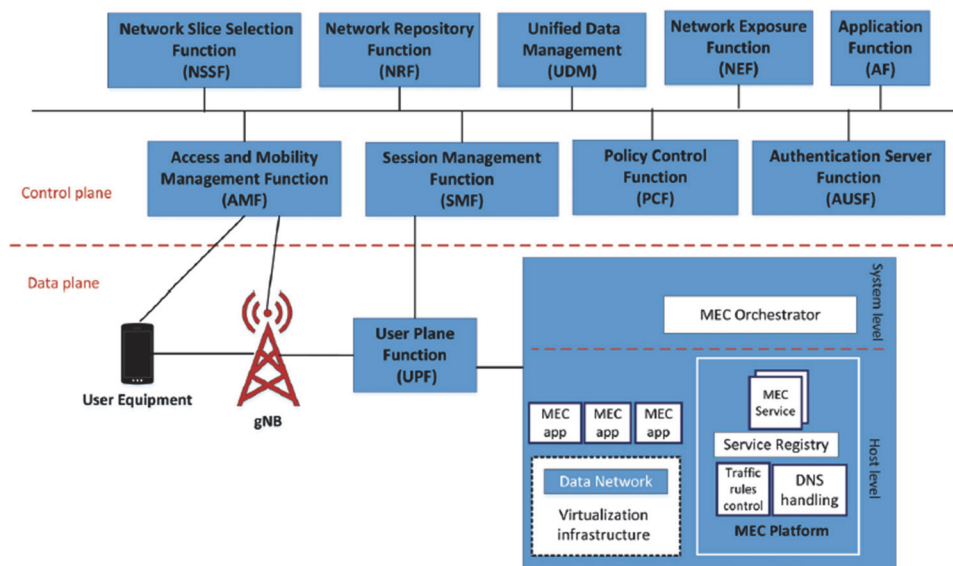 Network Slice Selection
Function
(NSSF)
Network Repository
Function
(NRF)
Unified Data
Management
(UDM)
Network Exposure
Function
(NEF)
Application
Function
(AF)
Access and Mobility
Management Function
(AMF)
Session Management
Function
(SMF)
Policy Control
Function
(PCF)
Authentication Server
Function
(AUSF)
Control plane
Data plane
User Equipment
gNB
User Plane
Function
(UPF)
System level
MEC Orchestrator
MEC
app
MEC
app
MEC
app
Data Network
Virtualization
infrastructure
MEC
Service
Service Registry
Traffic
rules
control
DNS
handling
MEC Platform
Host level